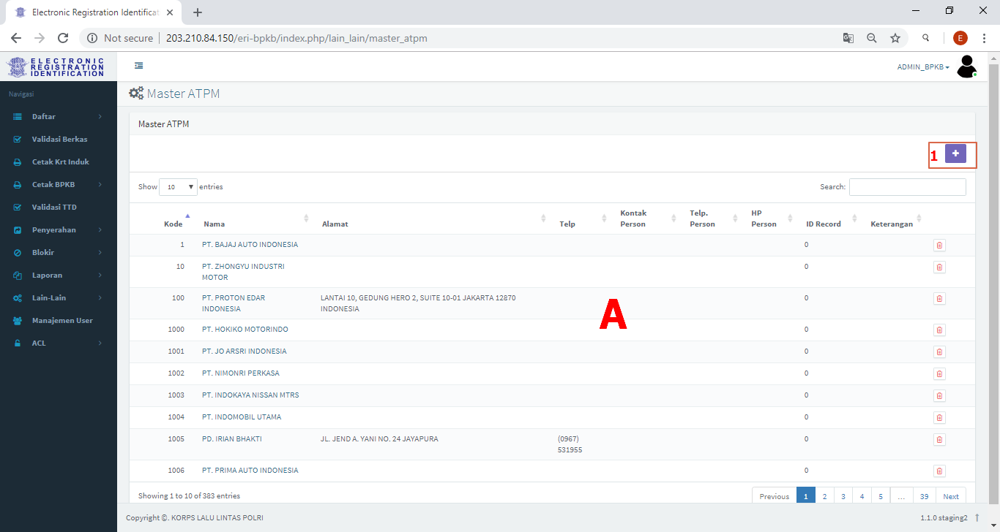 Electronic Registration Identificat
Not secure 203.210.84.150/eri-bpkb/index.php/lain_lain/master_atpm E
ELECTRONIC
REGISTRATION
IDENTIFICATION
ADMIN_BPKB
Navigasi
Daftar
Validasi Berkas
Cetak Krt Induk
Cetak BPKB
Validasi TTD
Penyerahan
Blokir
Laporan
Lain-Lain
Manajemen User
ACL
Master ATPM
Master ATPM
1 +
Show 10 entries Search:
Kode Nama Alamat Telp Kontak Person Telp. Person HP Person ID Record Keterangan
1 PT. BAJAJ AUTO INDONESIA 0
10 PT. ZHONGYU INDUSTRI 0
MOTOR
100 PT. PROTON EDAR LANTAI 10, GEDUNG HERO 2, SUITE 10-01 JAKARTA 12870 0
INDONESIA INDONESIA
A
1000 PT. HOKIKO MOTORINDO 0
1001 PT. JO ARSRI INDONESIA 0
1002 PT. NIMONRI PERKASA 0
1003 PT. INDOKAYA NISSAN MTRS 0
1004 PT. INDOMOBIL UTAMA 0
1005 PD. IRIAN BHAKTI JL. JEND A. YANI NO. 24 JAYAPURA (0967) 0
531955
1006 PT. PRIMA AUTO INDONESIA 0
Showing 1 to 10 of 383 entries Previous 1 2 3 4 5 ... 39 Next
Copyright ©. KORPS LALU LINTAS POLRI 1.1.0 staging2